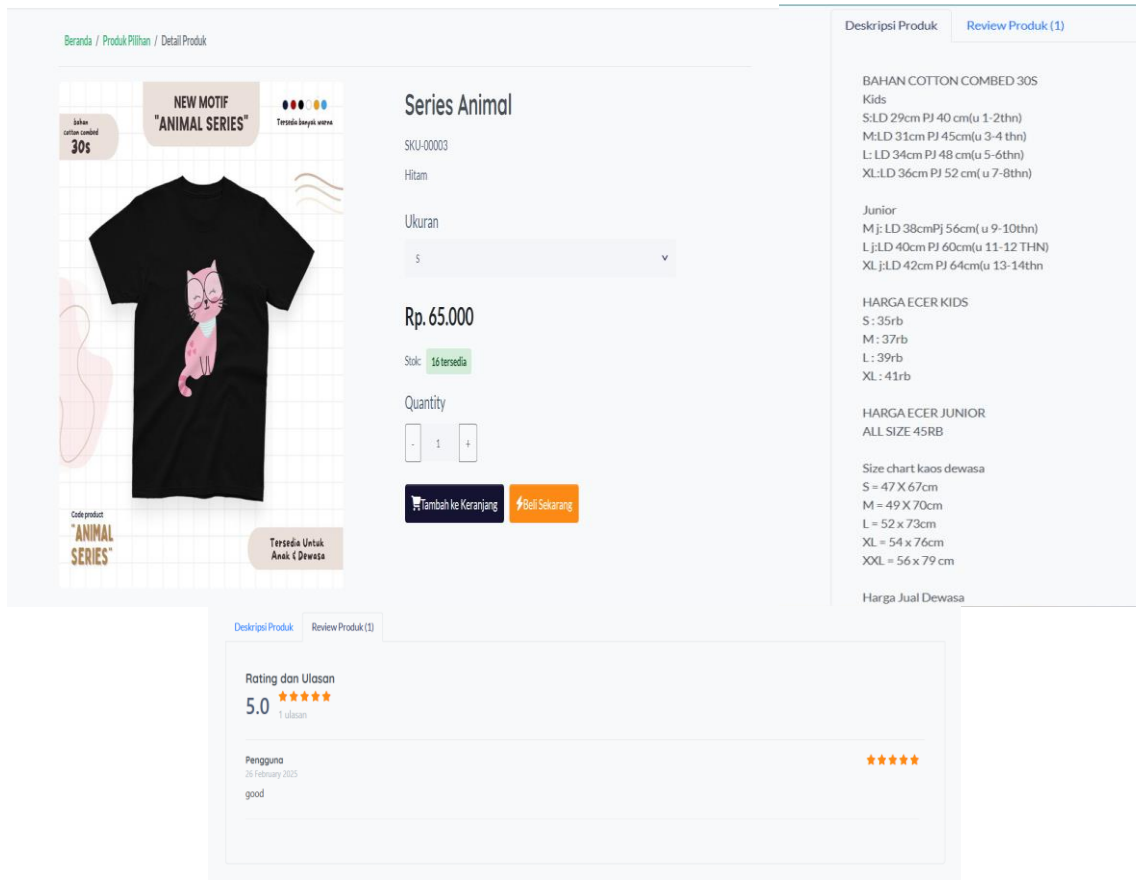 Beranda / Produk Pilihan / Detail Produk
bahan
cotton combed
30s
NEW MOTIF
"ANIMAL SERIES"
Tersedia banyak warna
Code product
"ANIMAL
SERIES"
Tersedia Untuk
Anak & Dewasa
Series Animal
SKU-00003
Hitam
Ukuran
S
Rp. 65.000
Stok: 16 tersedia
Quantity
- 1 +
Tambah ke Keranjang Beli Sekarang
Deskripsi Produk Review Produk (1)
BAHAN COTTON COMBED 30S
Kids
S:LD 29cm PJ 40 cm(u 1-2thn)
M:LD 31cm PJ 45cm(u 3-4 thn)
L: LD 34cm PJ 48 cm(u 5-6thn)
XL:LD 36cm PJ 52 cm( u 7-8thn)
Junior
M j: LD 38cmPj 56cm( u 9-10thn)
L j:LD 40cm PJ 60cm(u 11-12 THN)
XL j:LD 42cm PJ 64cm(u 13-14thn
HARGA ECER KIDS
S : 35rb
M : 37rb
L : 39rb
XL : 41rb
HARGA ECER JUNIOR
ALL SIZE 45RB
Size chart kaos dewasa
S = 47 X 67cm
M = 49 X 70cm
L = 52 x 73cm
XL = 54 x 76cm
XXL = 56 x 79 cm
Harga Jual Dewasa
Deskripsi Produk Review Produk (1)
Rating dan Ulasan
5.0
1 ulasan
Pengguna
26 February 2025
good